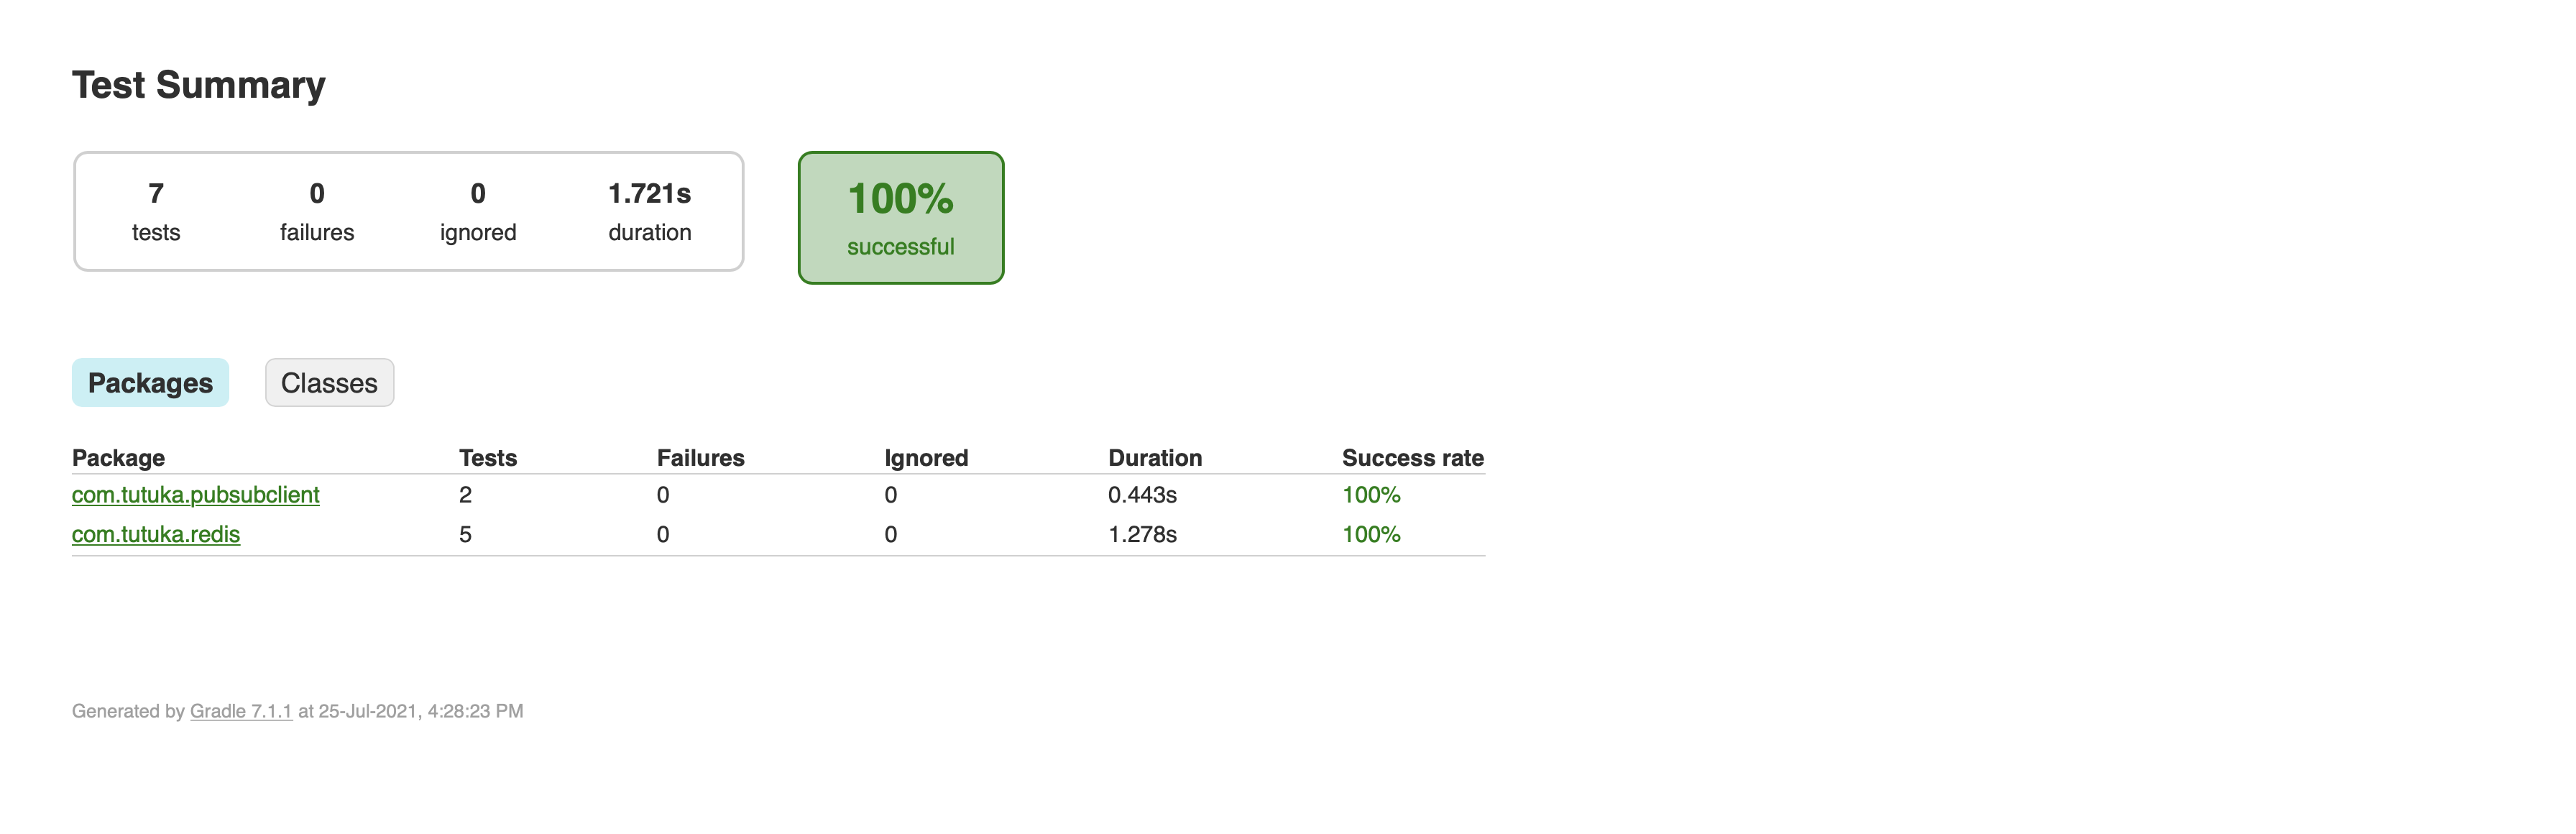 Test Summary
7 0 0 1.721s
tests failures ignored duration
100%
successful
Packages Classes
Package Tests Failures Ignored Duration Success rate
com.tutuka.pubsubclient 2 0 0 0.443s 100%
com.tutuka.redis 5 0 0 1.278s 100%
Generated by Gradle 7.1.1 at 25-Jul-2021, 4:28:23 PM